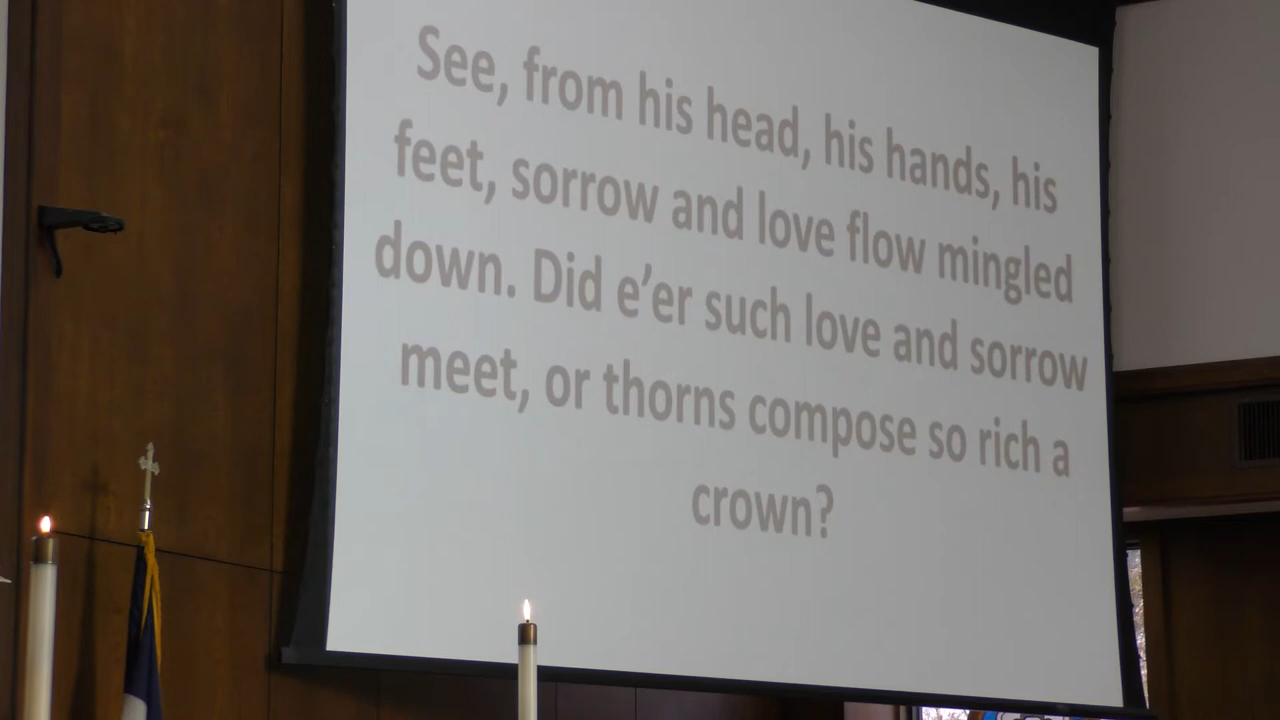 See, from his head, his hands, his
feet, sorrow and love flow mingled
down. Did e’er such love and sorrow
meet, or thorns compose so rich a
crown?